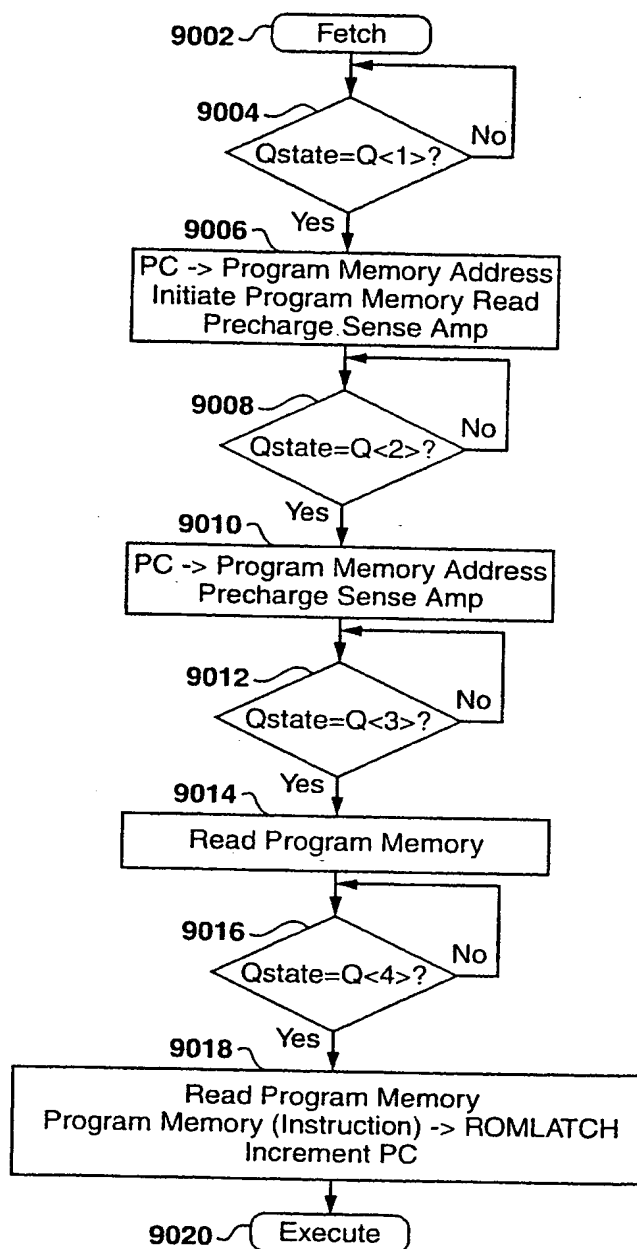 9002
Fetch
9004
Qstate=Q<1>?
No
Yes
9006
PC -> Program Memory Address
Initiate Program Memory Read
Precharge Sense Amp
9008
Qstate=Q<2>?
No
Yes
9010
PC -> Program Memory Address
Precharge Sense Amp
9012
Qstate=Q<3>?
No
Yes
9014
Read Program Memory
9016
Qstate=Q<4>?
No
Yes
9018
Read Program Memory
Program Memory (Instruction) -> ROMLATCH
Increment PC
9020
Execute